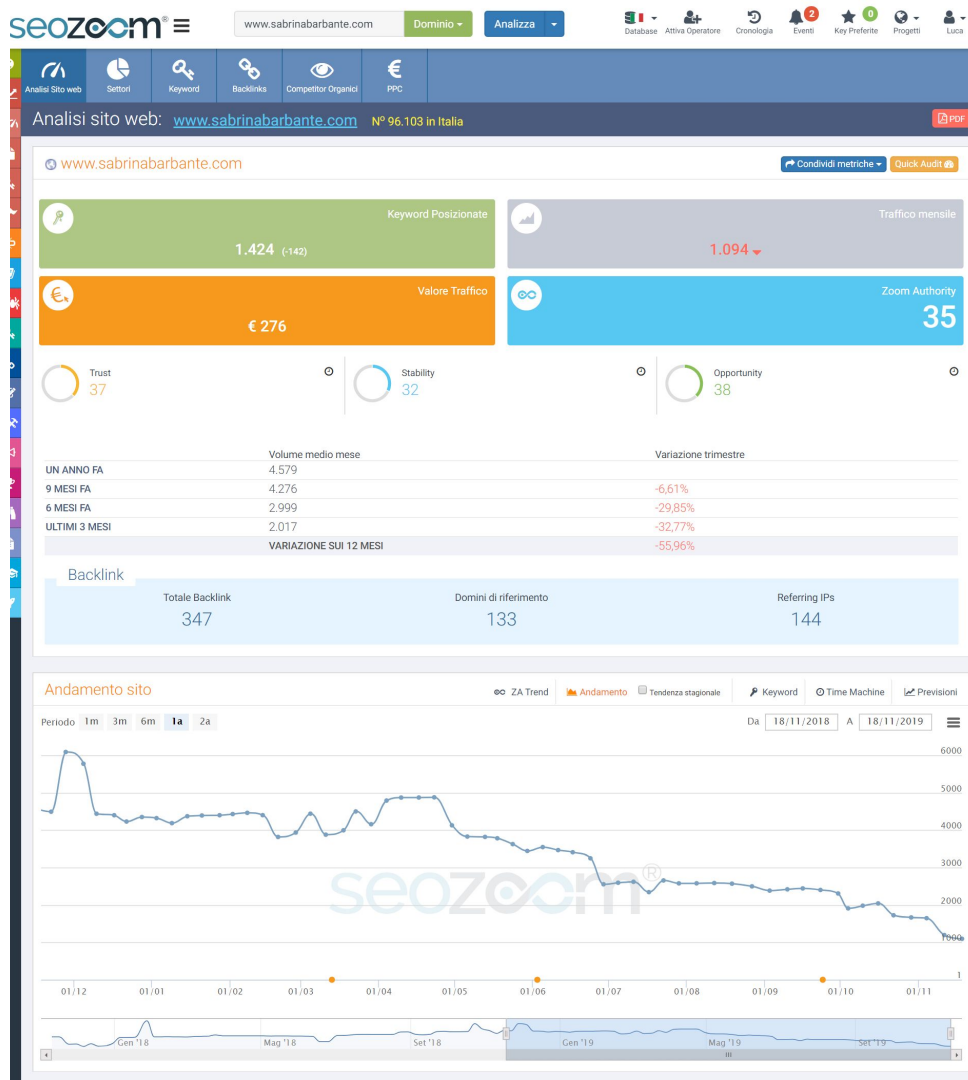 seozoom®
www.sabrinabarbante.com Dominio Analizza
Database Attiva Operatore Cronologia 2 Eventi 0 Key Preferite Progetti Luca
Analisi Sito web Settori Keyword Backlinks Competitor Organici PPC
Analisi sito web: www.sabrinabarbante.com N° 96.103 in Italia PDF
www.sabrinabarbante.com Condividi metriche Quick Audit
Keyword Posizionate
1.424 (-142)
Traffico mensile
1.094
Valore Traffico
€ 276
Zoom Authority
35
Trust
37
Stability
32
Opportunity
38
Volume medio mese Variazione trimestre
UN ANNO FA 4.579
9 MESI FA 4.276 -6,61%
6 MESI FA 2.999 -29,85%
ULTIMI 3 MESI 2.017 -32,77%
VARIAZIONE SUI 12 MESI -55,96%
Backlink
Totale Backlink Domini di riferimento Referring IPs
347 133 144
Andamento sito ZA Trend Andamento Tendenza stagionale Keyword Time Machine Previsioni
Periodo 1m 3m 6m 1a 2a Da 18/11/2018 A 18/11/2019
6000
5000
4000
3000
seozoom®
2000
1000
1
01/12 01/01 01/02 01/03 01/04 01/05 01/06 01/07 01/08 01/09 01/10 01/11
Gen '18 Mag '18 Set '18 Gen '19 Mag '19 Set '19